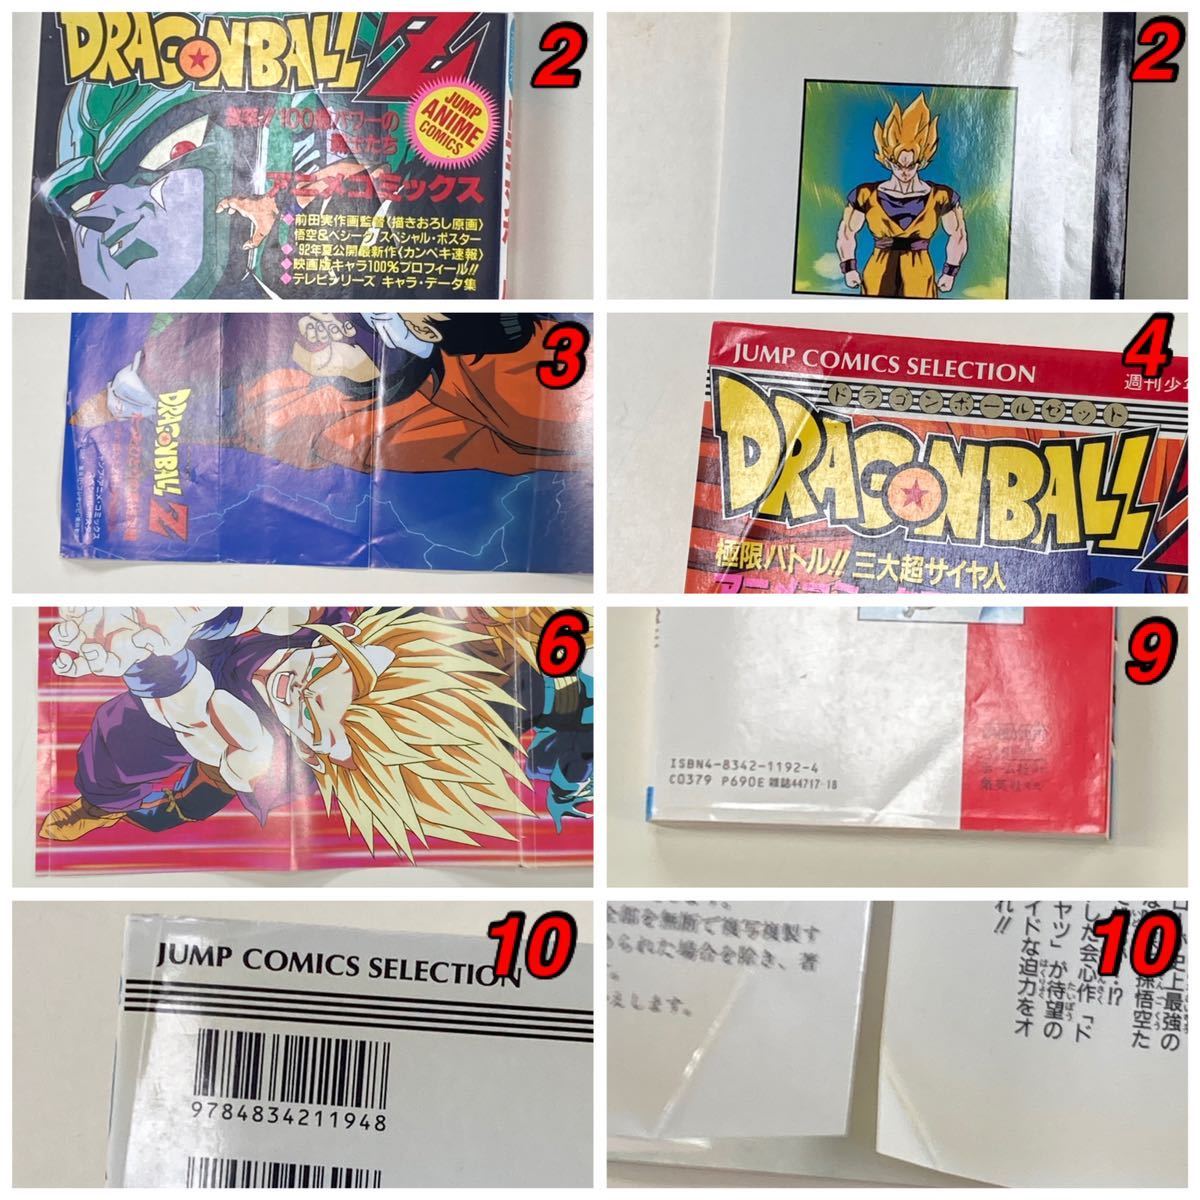 2
DRAGONBALL Z
JUMP
ANIME
COMICS
激突!!100億パワーの
戦士たち
アニメコミックス
◆前田実作画監督〈描きおろし原画〉
悟空&ベジータスペシャル・ポスター
◆'92年夏公開最新作〈カンペキ速報〉
◆映画版キャラ100%プロフィール!!
◆テレビシリーズ キャラ・データ集
2
3
DRAGONBALL Z
4
JUMP COMICS SELECTION
週刊少年
ドラゴンボールゼット
DRAGONBALL
極限バトル!! 三大超サイヤ人
6
9
ISBN4-8342-1192-4
C0379 P690E 雑誌44717-18
10
JUMP COMICS SELECTION
9784834211948
10
全部を無断で複写複製す
められた場合を除き、著
えします。
史上最強の
孫悟空た
!?
した会心作「ド
ヤツ」が待望の
イドな迫力をオ
れ!!